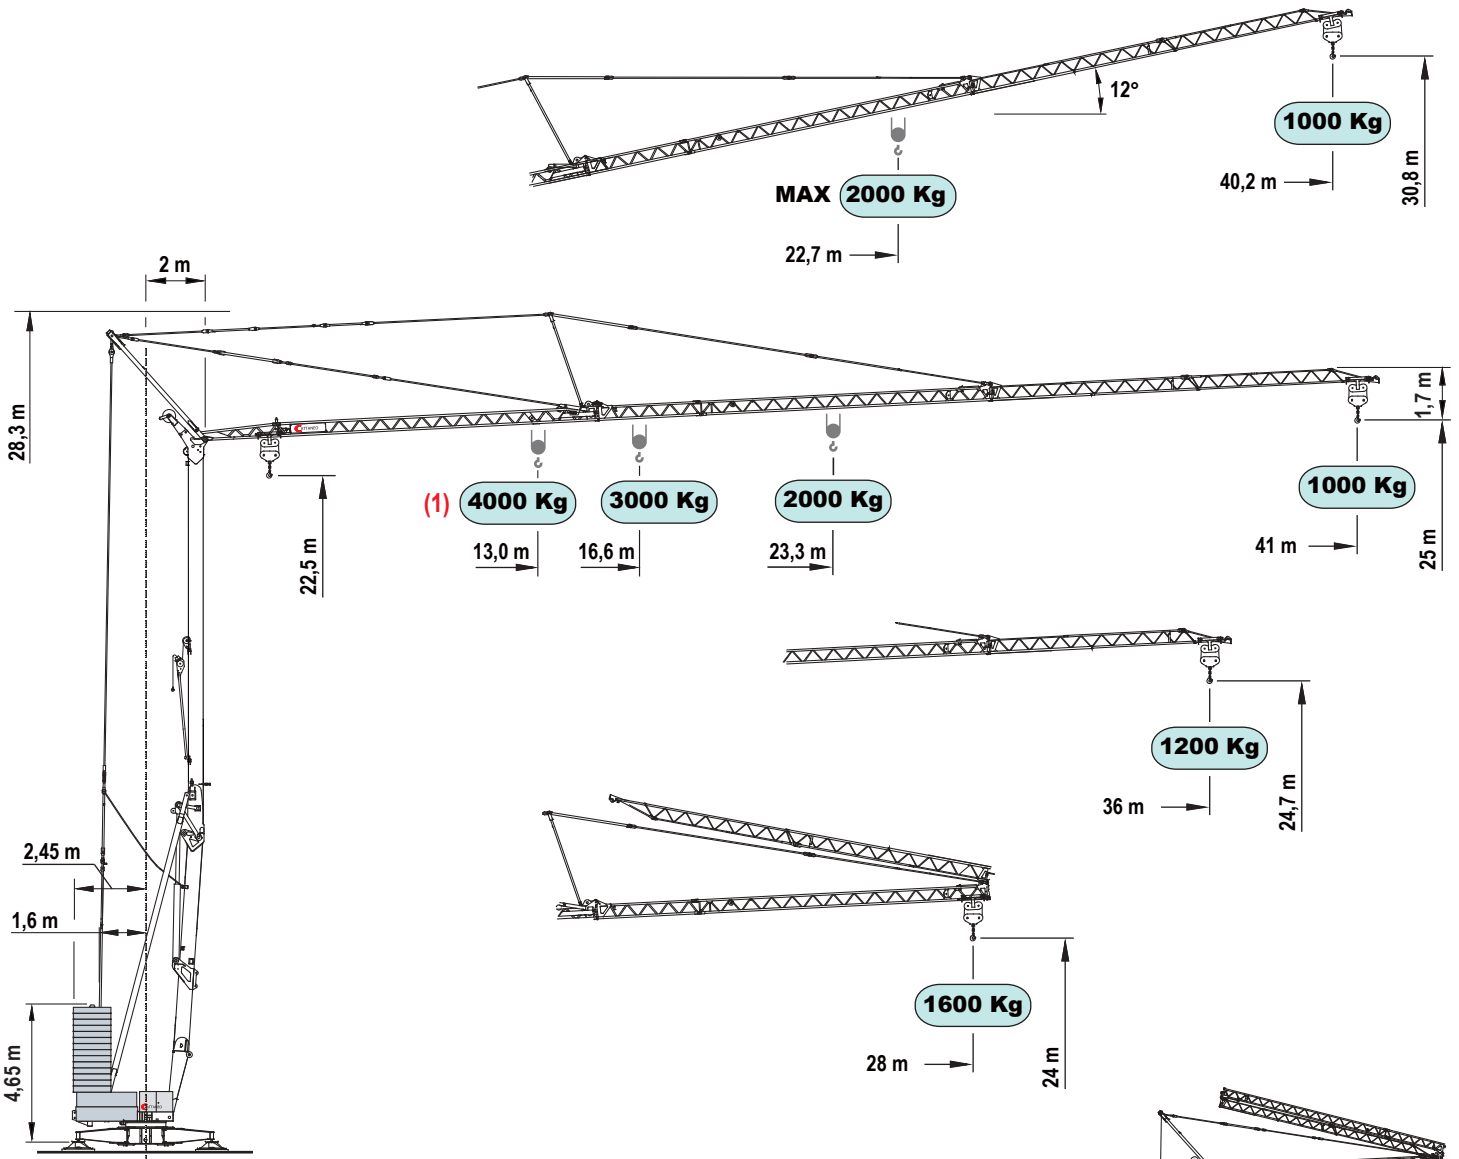 12°
1000 Kg
40,2 m
30,8 m
MAX 2000 Kg
22,7 m
2 m
28,3 m
1,7 m
(1) 4000 Kg 3000 Kg 2000 Kg 1000 Kg
13,0 m 16,6 m 23,3 m 41 m
22,5 m
25 m
1200 Kg
36 m
24,7 m
2,45 m
1,6 m
1600 Kg
28 m
24 m
4,65 m